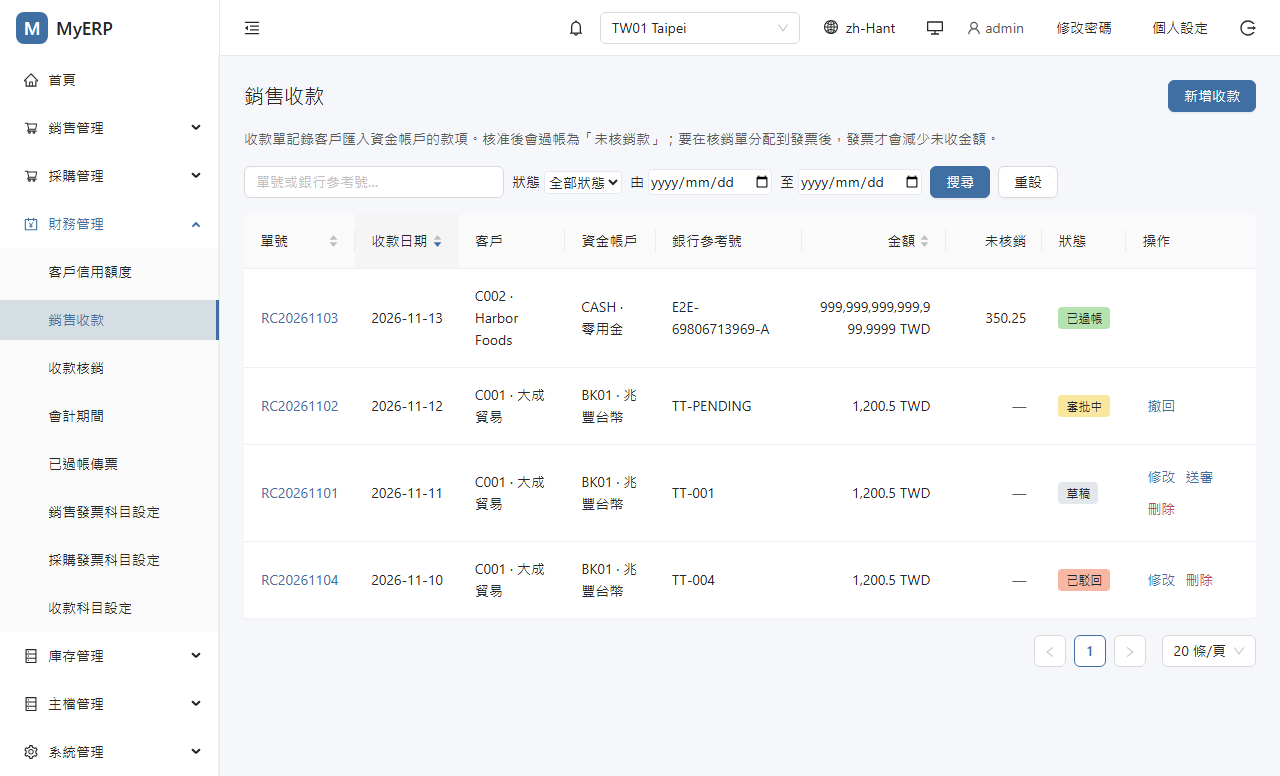 M MyERP
TW01 Taipei
zh-Hant
admin
修改密碼
個人設定
首頁
銷售管理
採購管理
財務管理
客戶信用額度
銷售收款
收款核銷
會計期間
已過帳傳票
銷售發票科目設定
採購發票科目設定
收款科目設定
庫存管理
主檔管理
系統管理
銷售收款
新增收款
收款單記錄客戶匯入資金帳戶的款項。核准後會過帳為「未核銷款」；要在核銷單分配到發票後，發票才會減少未收金額。
單號或銀行參考號... 狀態 全部狀態 由 yyyy/mm/dd 至 yyyy/mm/dd 搜尋 重設
單號 收款日期 客戶 資金帳戶 銀行參考號 金額 未核銷 狀態 操作
RC20261103 2026-11-13 C002 · Harbor Foods CASH · 零用金 E2E-69806713969-A 999,999,999,999,999.9999 TWD 350.25 已過帳
RC20261102 2026-11-12 C001 · 大成貿易 BK01 · 兆豐台幣 TT-PENDING 1,200.5 TWD — 審批中 撤回
RC20261101 2026-11-11 C001 · 大成貿易 BK01 · 兆豐台幣 TT-001 1,200.5 TWD — 草稿 修改 送審 刪除
RC20261104 2026-11-10 C001 · 大成貿易 BK01 · 兆豐台幣 TT-004 1,200.5 TWD — 已駁回 修改 刪除
< 1 > 20 條/頁